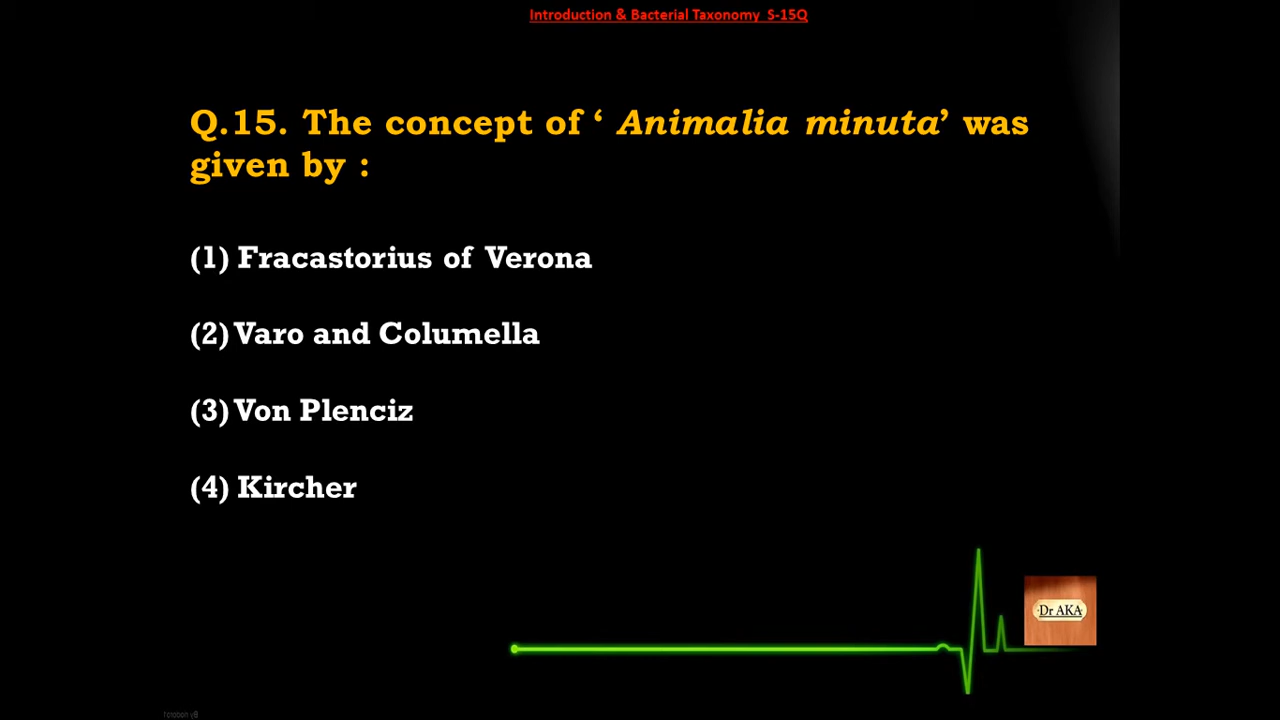 Introduction & Bacterial Taxonomy S-15Q
Q.15. The concept of ‘ Animalia minuta’ was
given by :
(1) Fracastorius of Verona
(2) Varo and Columella
(3) Von Plenciz
(4) Kircher
Dr AKA